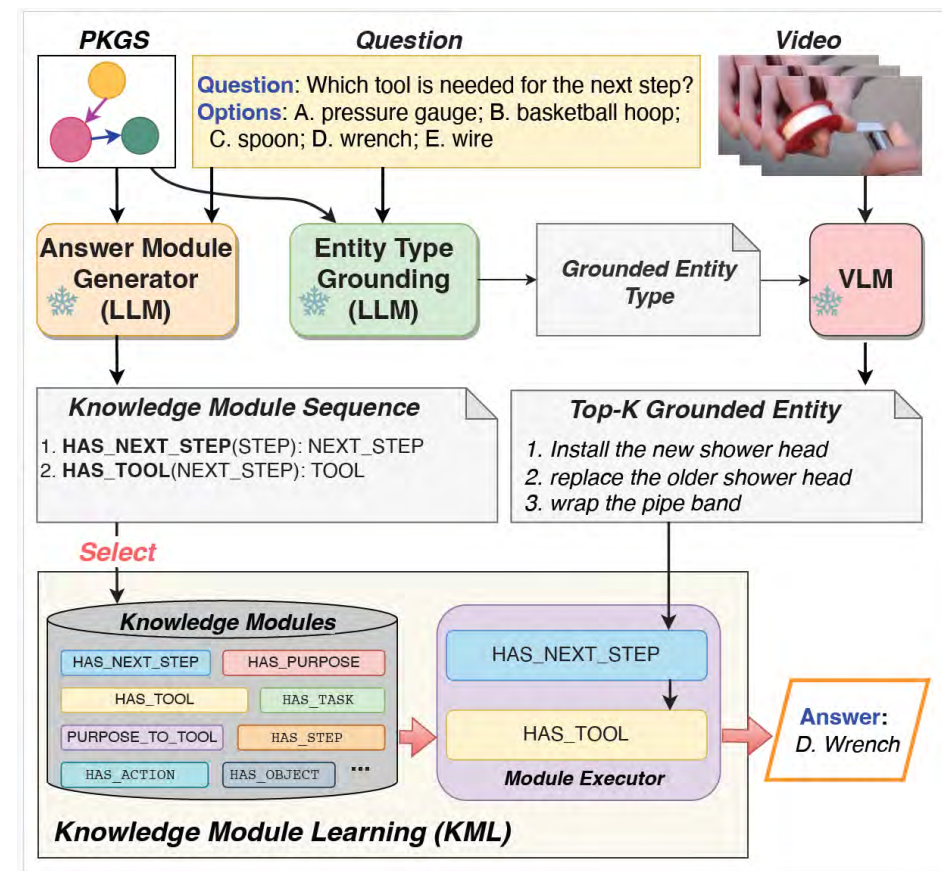 PKGS
Question
Video
Question: Which tool is needed for the next step?
Options: A. pressure gauge; B. basketball hoop;
C. spoon; D. wrench; E. wire
Answer Module
Generator
(LLM)
Entity Type
Grounding
(LLM)
Grounded Entity
Type
VLM
Knowledge Module Sequence
1. HAS_NEXT_STEP(STEP): NEXT_STEP
2. HAS_TOOL(NEXT_STEP): TOOL
Top-K Grounded Entity
1. Install the new shower head
2. replace the older shower head
3. wrap the pipe band
Select
Knowledge Modules
HAS_NEXT_STEP
HAS_PURPOSE
HAS_TOOL
HAS_TASK
PURPOSE_TO_TOOL
HAS_STEP
HAS_ACTION
HAS_OBJECT
...
HAS_NEXT_STEP
HAS_TOOL
Module Executor
Answer:
D. Wrench
Knowledge Module Learning (KML)